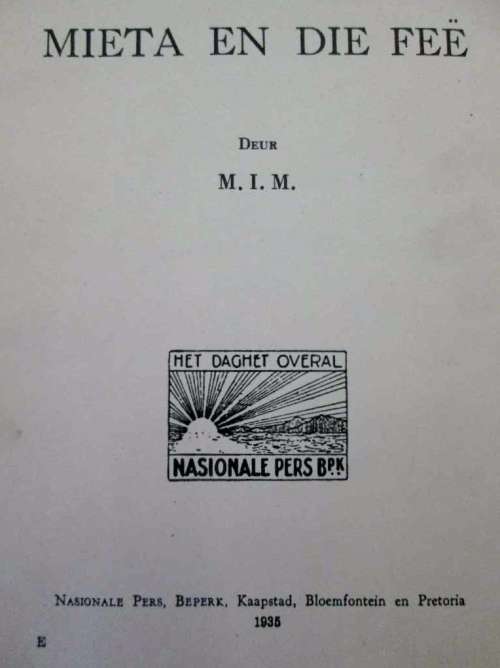 MIETA EN DIE FEË
DEUR
M. I. M.
HET DAGHET OVERAL
NASIONALE PERS BPK
NASIONALE PERS, BEPERK, Kaapstad, Bloemfontein en Pretoria
1935
E